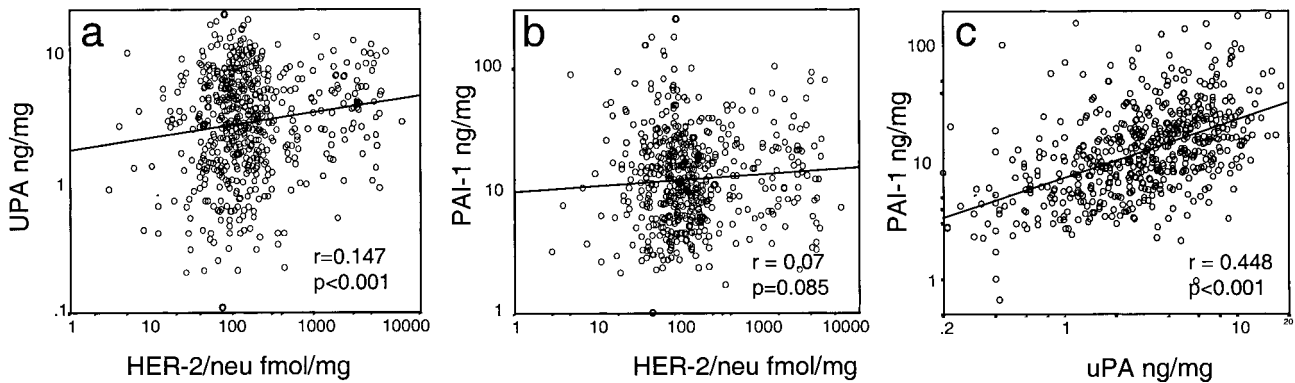 a
UPA ng/mg
10
1
.1
r=0.147
p<0.001
1 10 100 1000 10000
HER-2/neu fmol/mg
b
PAI-1 ng/mg
100
10
1
r = 0,07
p=0.085
1 10 100 1000 10000
HER-2/neu fmol/mg
c
PAI-1 ng/mg
100
10
1
r = 0.448
p<0.001
.2 1 10 20
uPA ng/mg